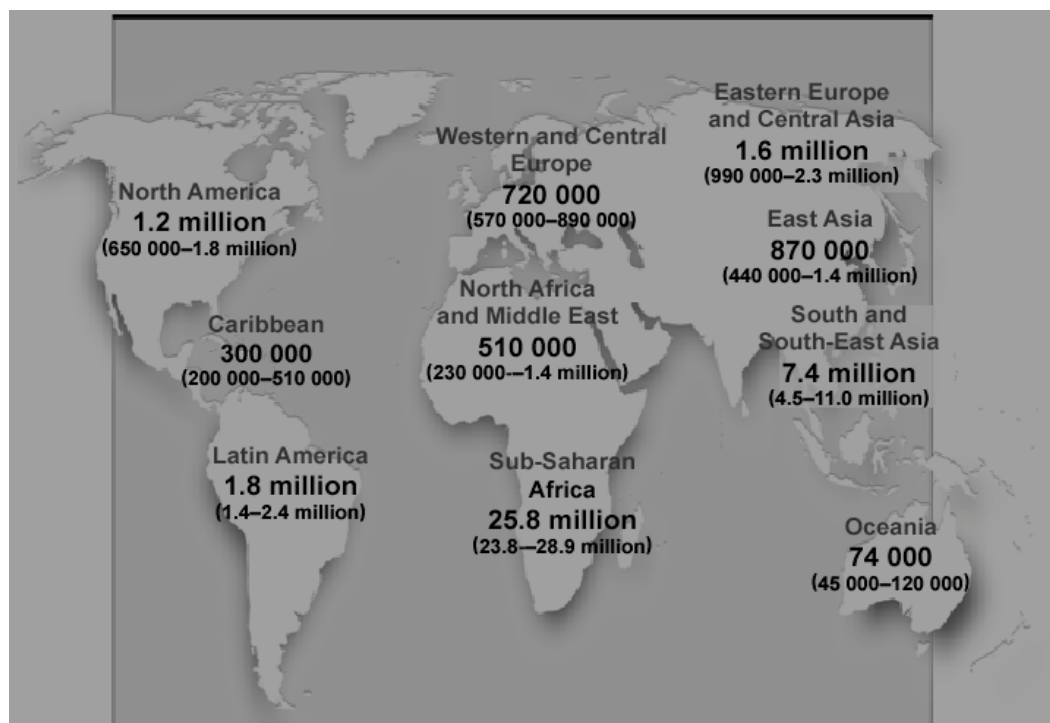 North America
1.2 million
(650 000–1.8 million)
Caribbean
300 000
(200 000–510 000)
Latin America
1.8 million
(1.4–2.4 million)
Western and Central
Europe
720 000
(570 000–890 000)
North Africa
and Middle East
510 000
(230 000-–1.4 million)
Sub-Saharan
Africa
25.8 million
(23.8-–28.9 million)
Eastern Europe
and Central Asia
1.6 million
(990 000–2.3 million)
East Asia
870 000
(440 000–1.4 million)
South and
South-East Asia
7.4 million
(4.5–11.0 million)
Oceania
74 000
(45 000–120 000)